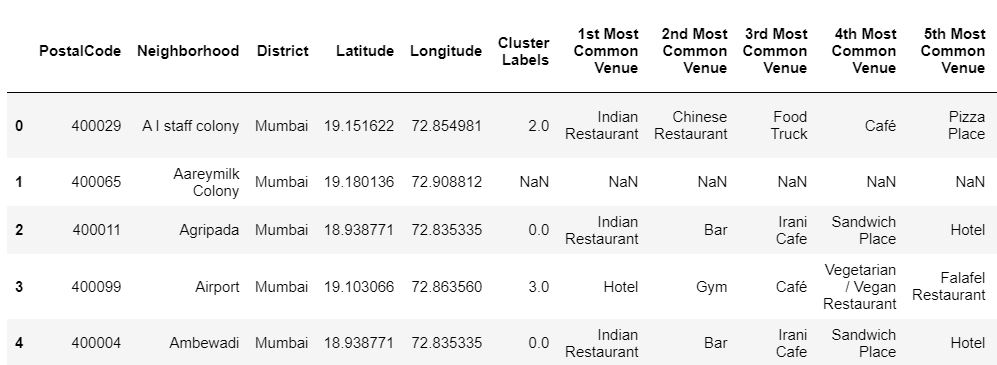 PostalCode Neighborhood District Latitude Longitude Cluster Labels 1st Most Common Venue 2nd Most Common Venue 3rd Most Common Venue 4th Most Common Venue 5th Most Common Venue
0 400029 A I staff colony Mumbai 19.151622 72.854981 2.0 Indian Restaurant Chinese Restaurant Food Truck Café Pizza Place
1 400065 Aareymilk Colony Mumbai 19.180136 72.908812 NaN NaN NaN NaN NaN NaN
2 400011 Agripada Mumbai 18.938771 72.835335 0.0 Indian Restaurant Bar Irani Cafe Sandwich Place Hotel
3 400099 Airport Mumbai 19.103066 72.863560 3.0 Hotel Gym Café Vegetarian / Vegan Restaurant Falafel Restaurant
4 400004 Ambewadi Mumbai 18.938771 72.835335 0.0 Indian Restaurant Bar Irani Cafe Sandwich Place Hotel